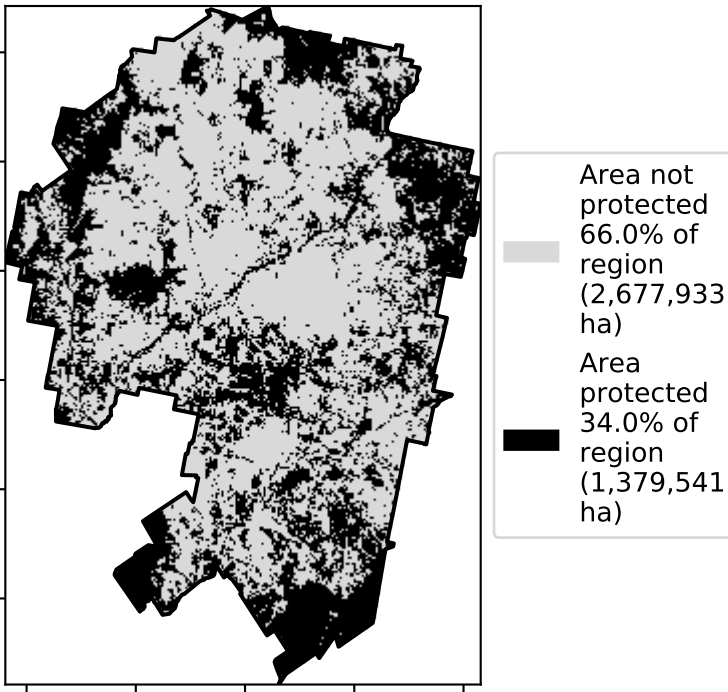 Area not
protected
66.0% of
region
(2,677,933
ha)
Area
protected
34.0% of
region
(1,379,541
ha)